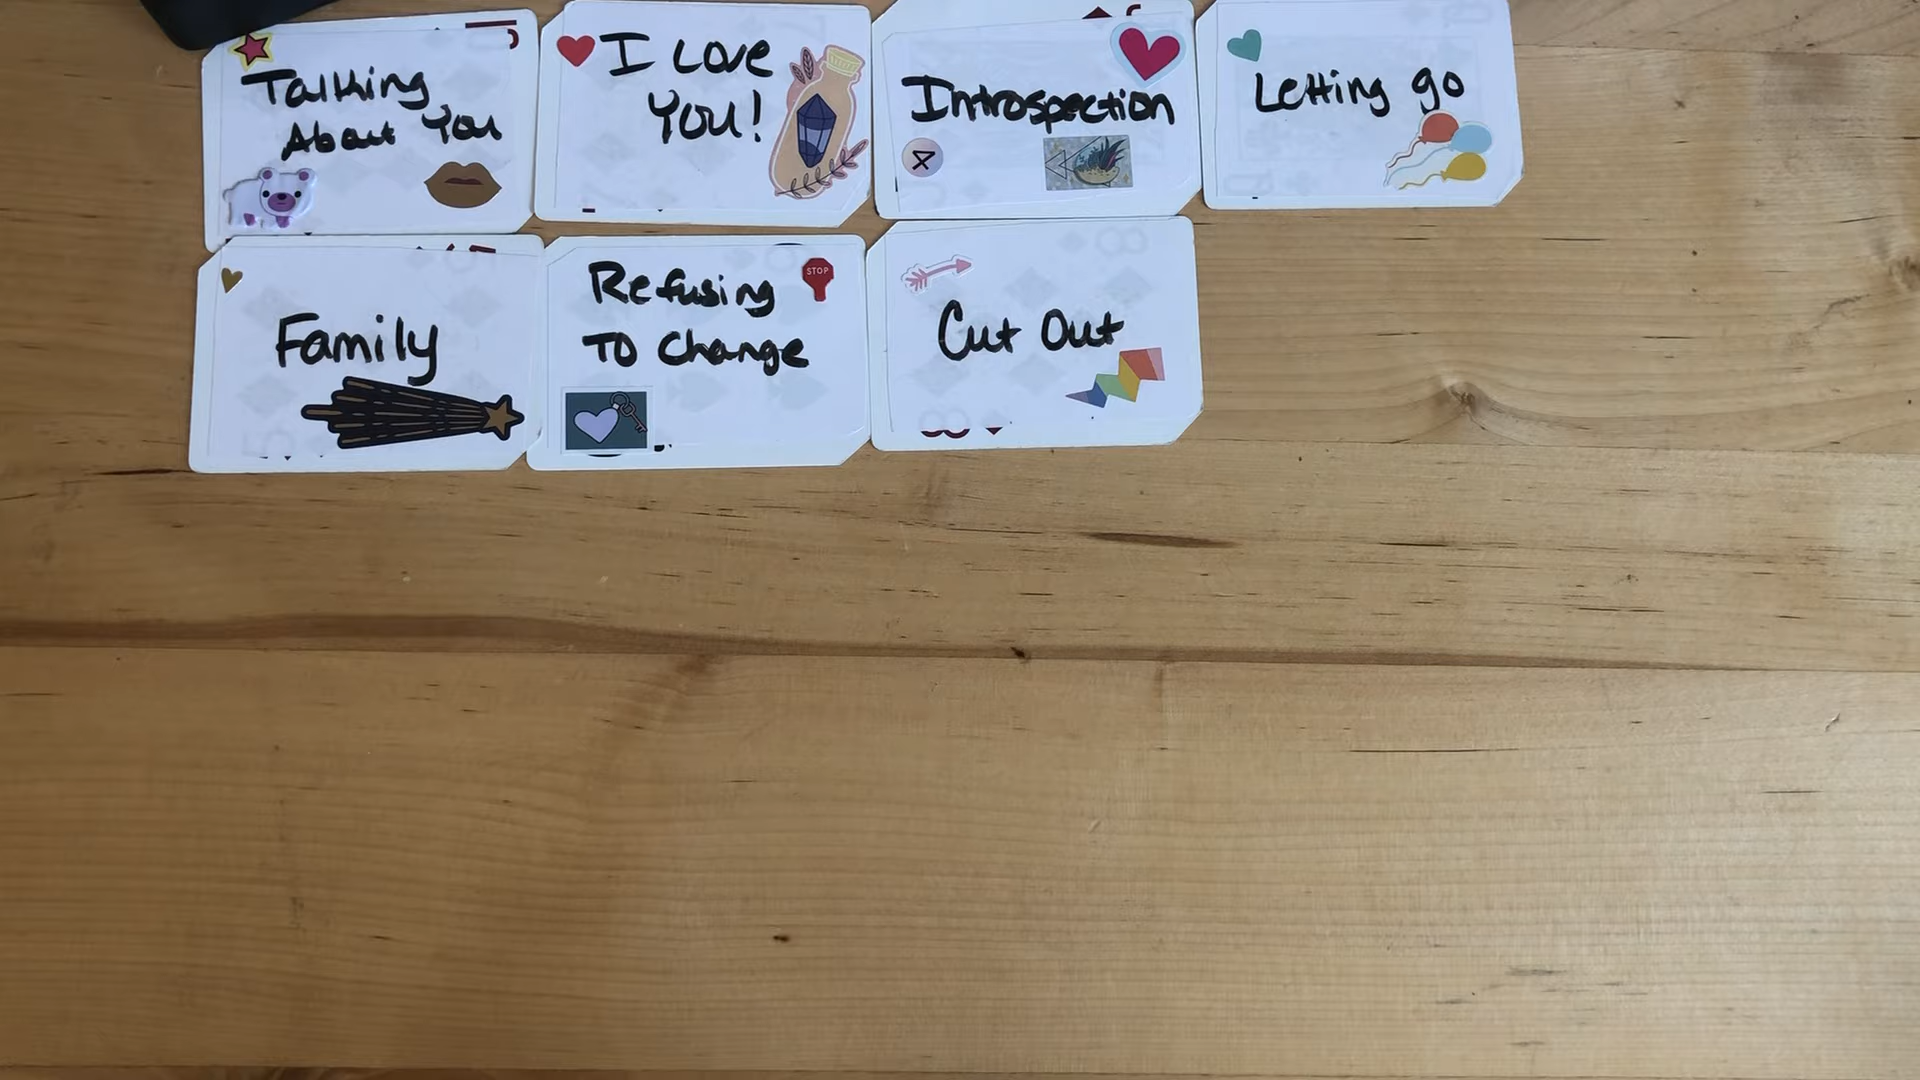 Talking
About You
I Love
You!
Introspection
Letting go
Family
Refusing
To Change
STOP
Cut Out